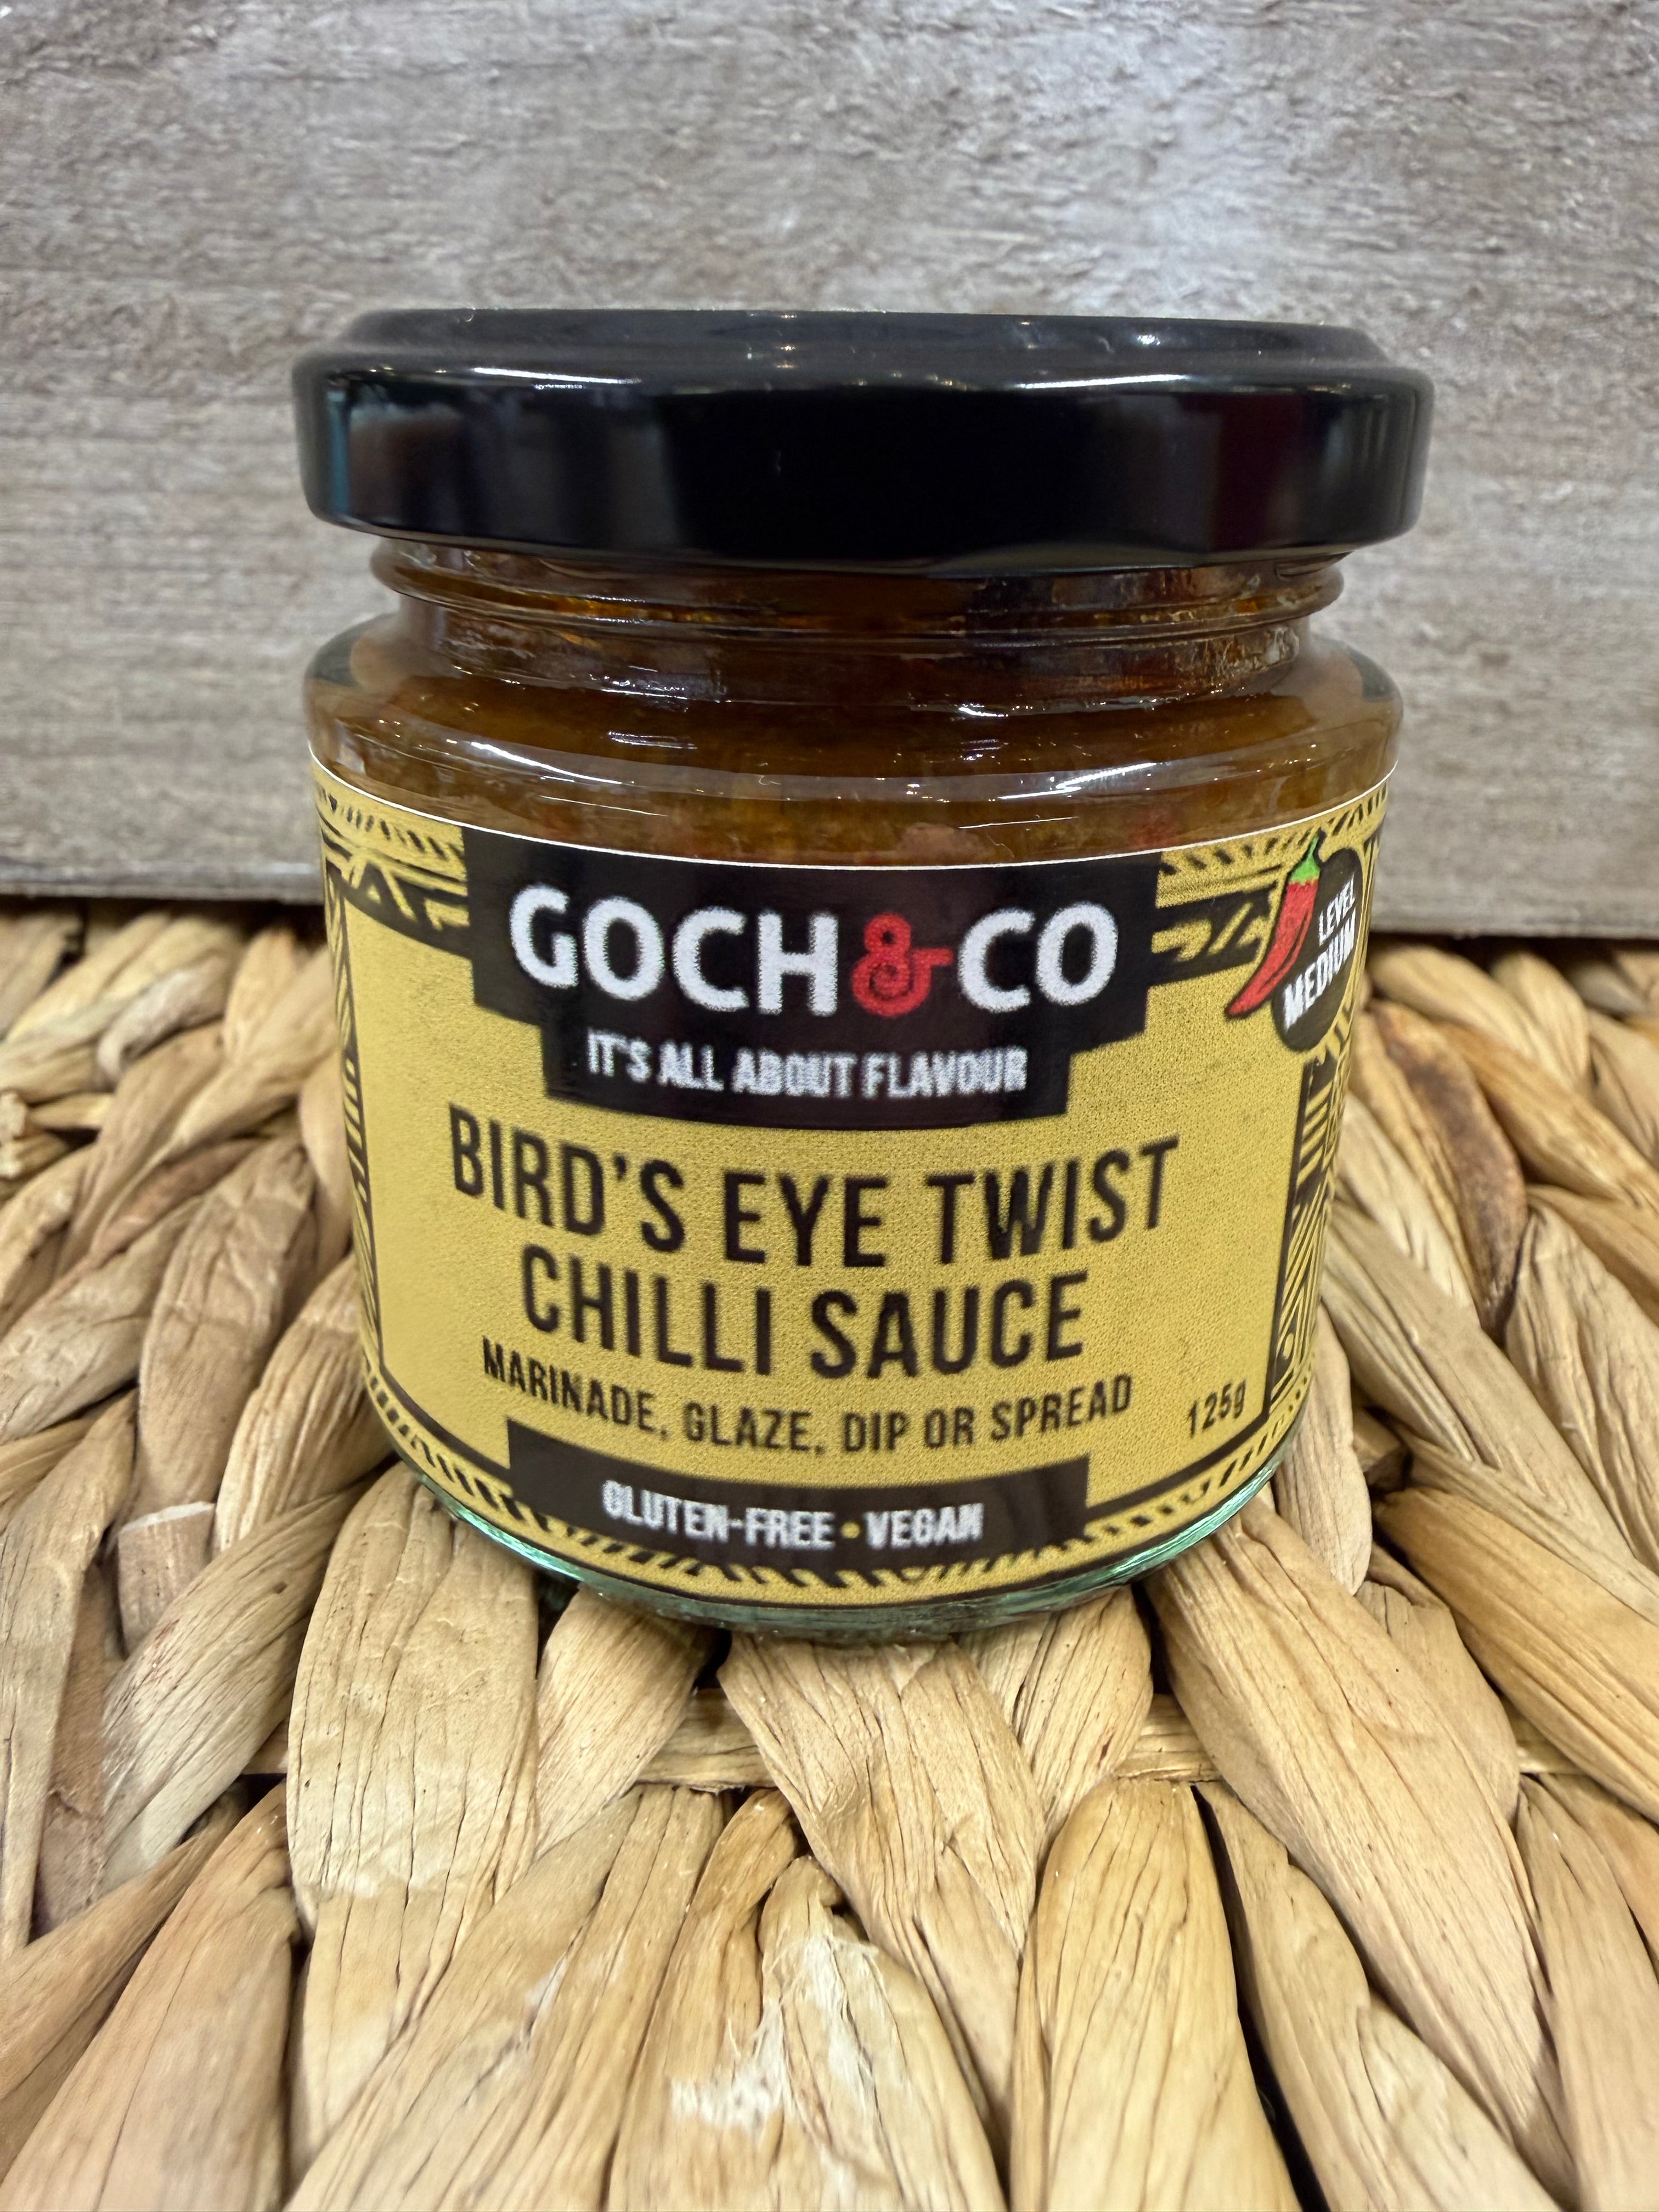 GOCH&CO
IT'S ALL ABOUT FLAVOUR
LEVEL
MEDIUM
BIRD'S EYE TWIST
CHILLI SAUCE
MARINADE, GLAZE, DIP OR SPREAD
125g
GLUTEN-FREE • VEGAN